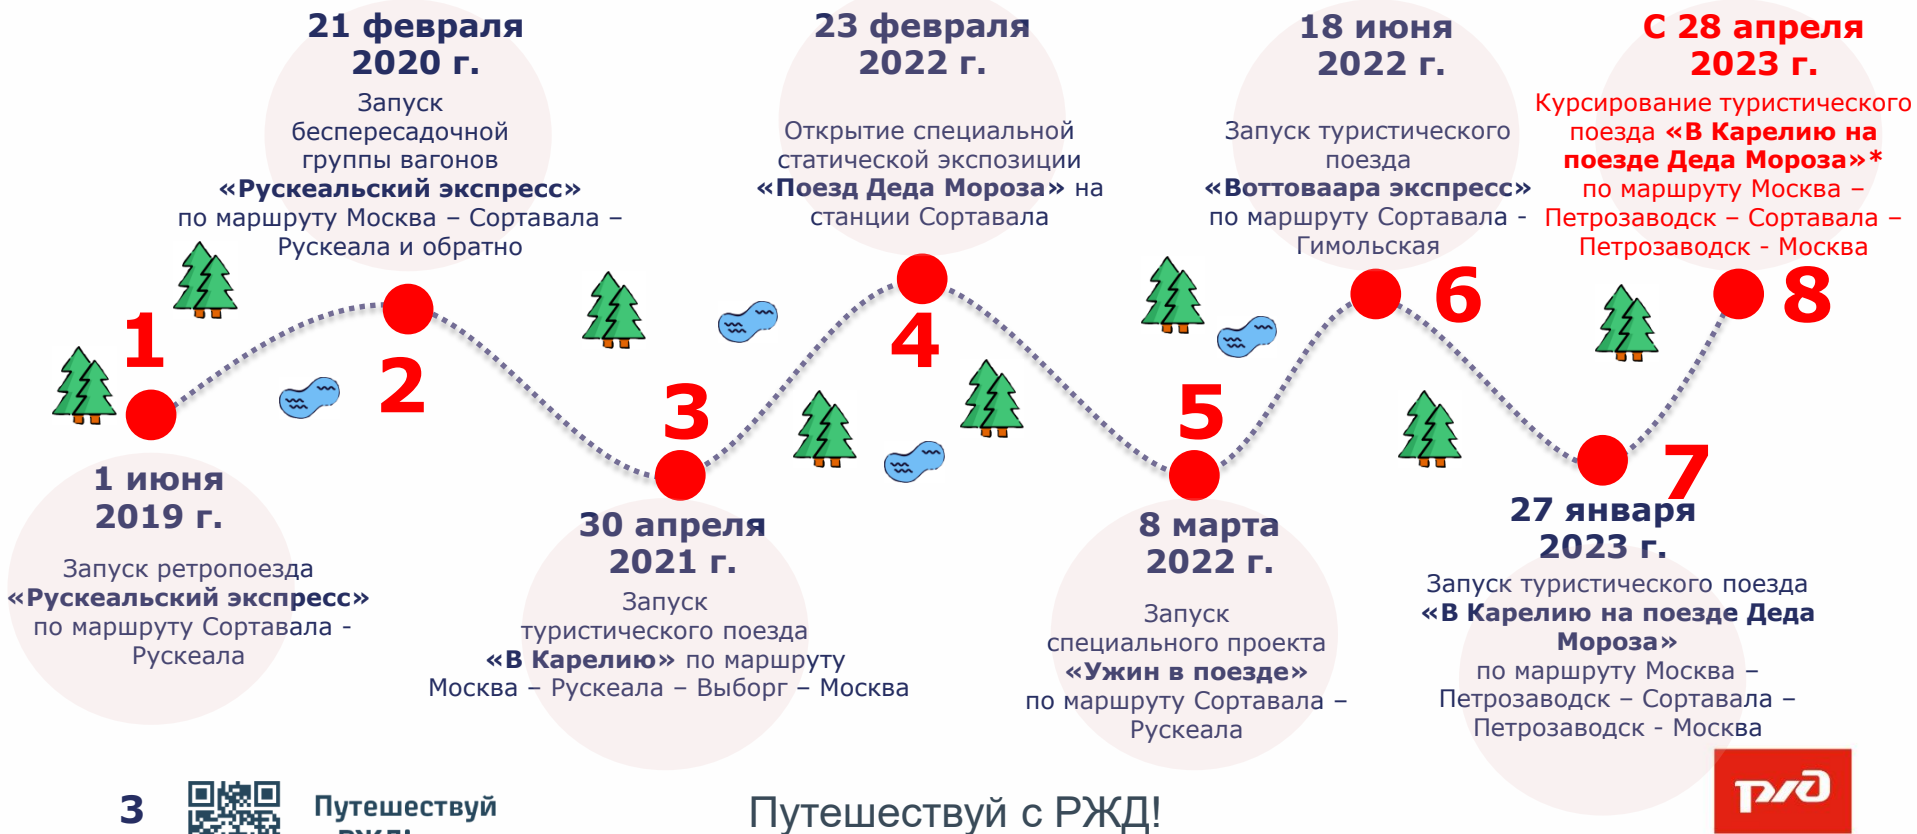 21 февраля
2020 г.
Запуск
беспересадочной
группы вагонов
«Рускеальский экспресс»
по маршруту Москва – Сортавала –
Рускеала и обратно
23 февраля
2022 г.
Открытие специальной
статической экспозиции
«Поезд Деда Мороза» на
станции Сортавала
18 июня
2022 г.
Запуск туристического
поезда
«Воттоваара экспресс»
по маршруту Сортавала -
Гимольская
С 28 апреля
2023 г.
Курсирование туристического
поезда «В Карелию на
поезде Деда Мороза»*
по маршруту Москва –
Петрозаводск – Сортавала –
Петрозаводск - Москва
1
2
3
4
5
6
7
8
1 июня
2019 г.
Запуск ретропоезда
«Рускеальский экспресс»
по маршруту Сортавала -
Рускеала
30 апреля
2021 г.
Запуск
туристического поезда
«В Карелию» по маршруту
Москва – Рускеала – Выборг – Москва
8 марта
2022 г.
Запуск
специального проекта
«Ужин в поезде»
по маршруту Сортавала –
Рускеала
27 января
2023 г.
Запуск туристического поезда
«В Карелию на поезде Деда
Мороза»
по маршруту Москва –
Петрозаводск – Сортавала –
Петрозаводск - Москва
3
Путешествуй
с РЖД!
Путешествуй с РЖД!
ржд